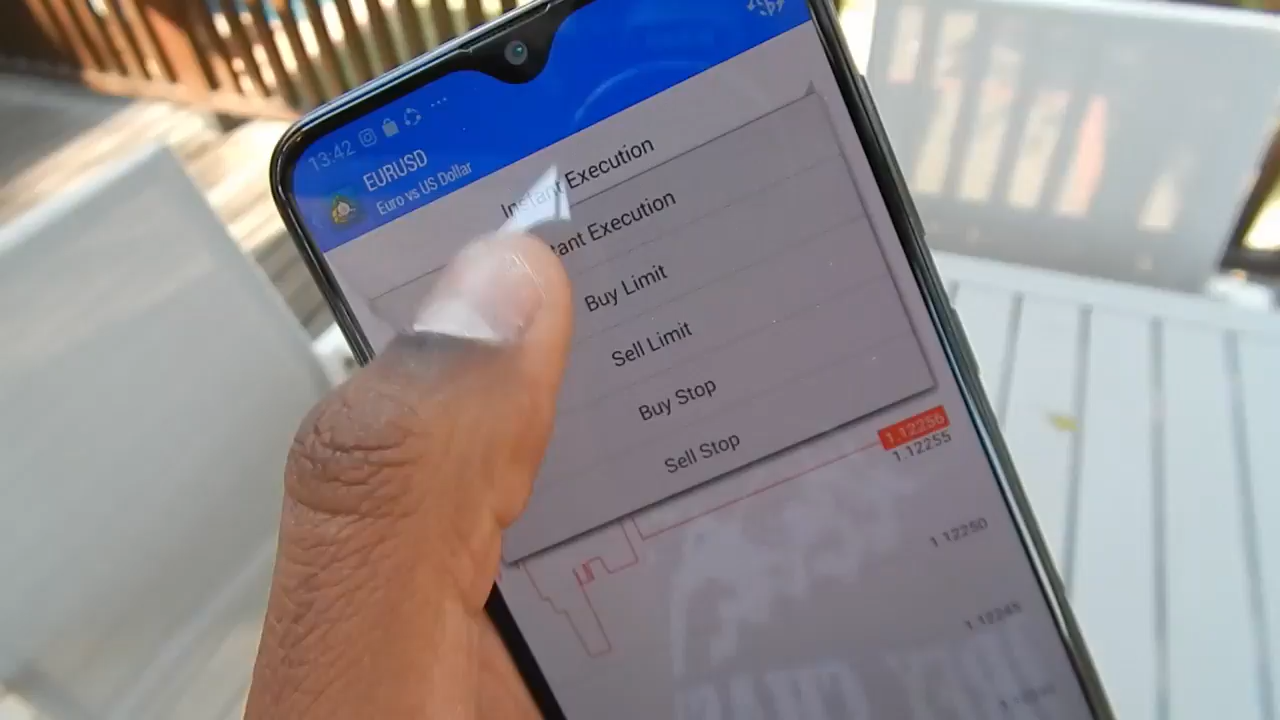 13:42
EURUSD
Euro vs US Dollar
Instant Execution
tant Execution
Buy Limit
Sell Limit
Buy Stop
Sell Stop
1.12256
1.12255
1.12250
1.12245